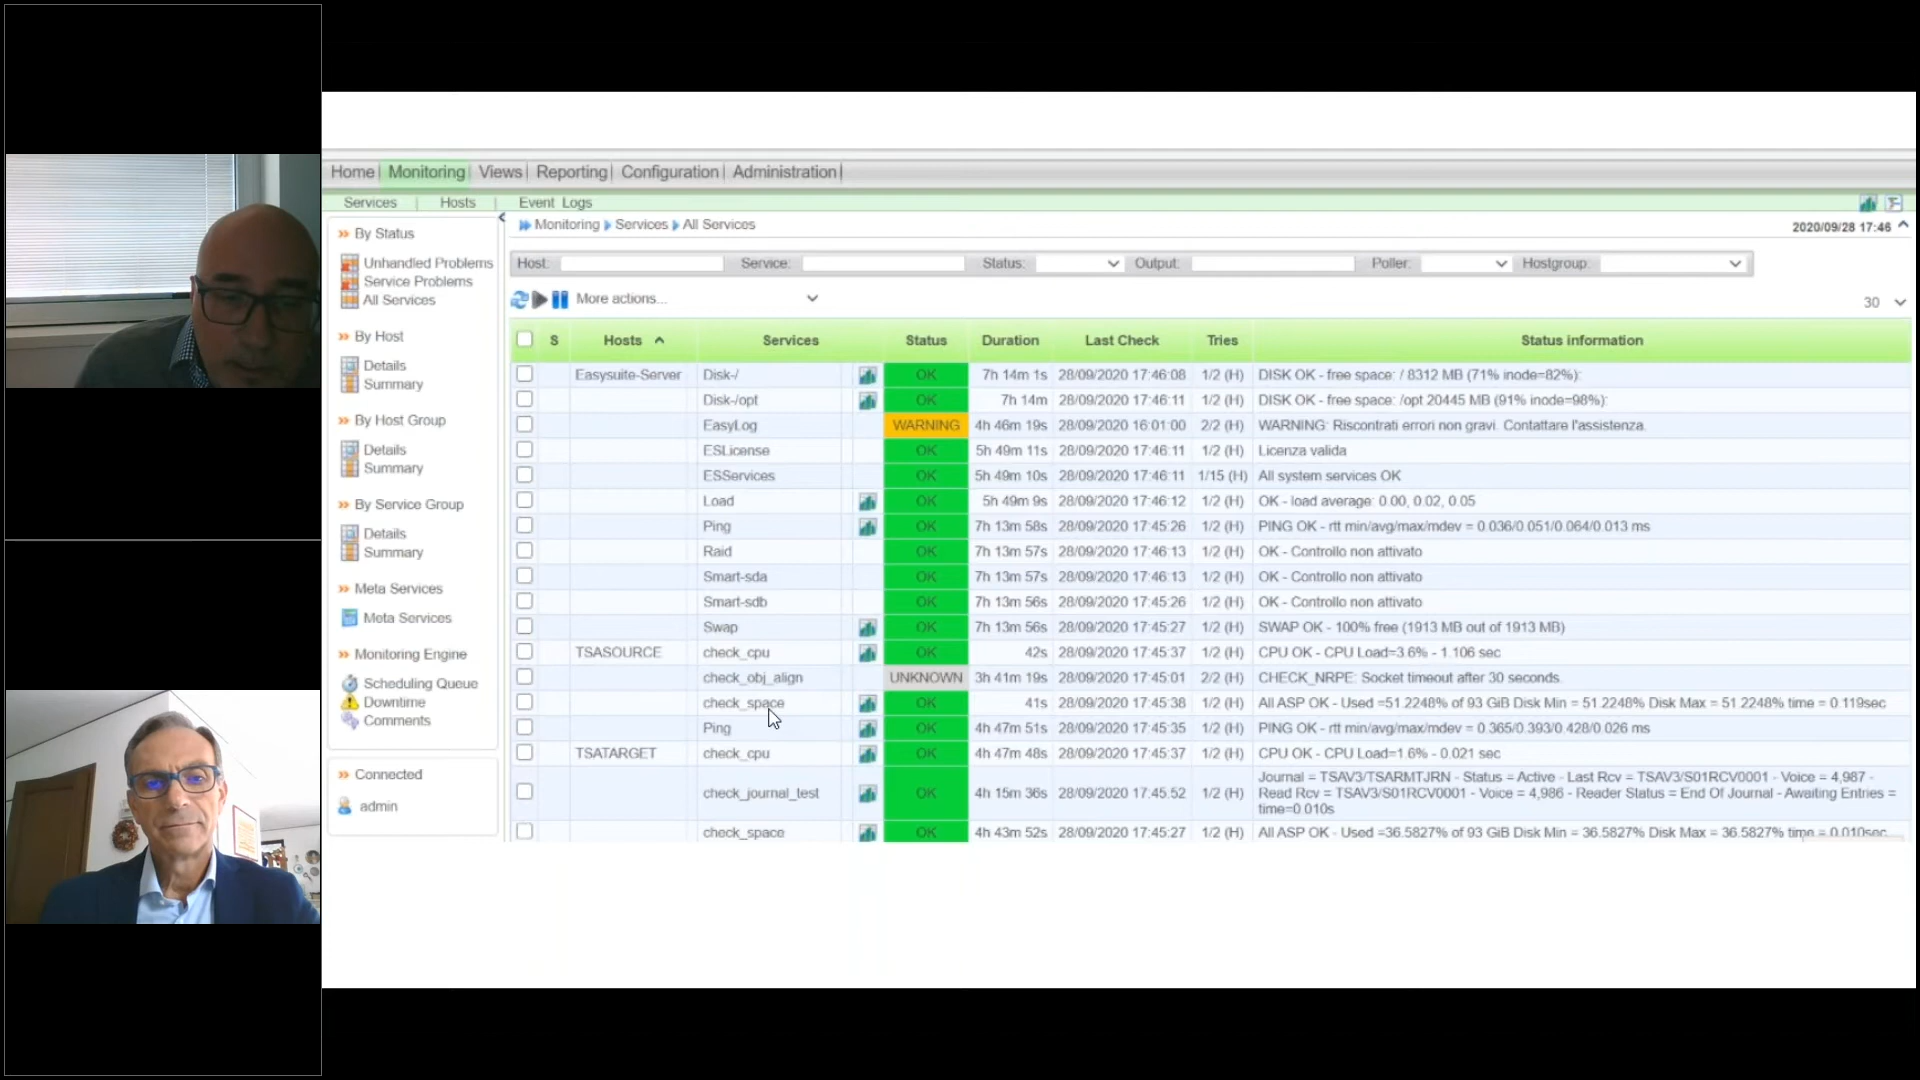 Home Monitoring Views Reporting Configuration Administration
Services Hosts Event Logs
Monitoring Services All Services
2020/09/28 17:46
By Status
Unhandled Problems
Service Problems
All Services
By Host
Details
Summary
By Host Group
Details
Summary
By Service Group
Details
Summary
Meta Services
Meta Services
Monitoring Engine
Scheduling Queue
Downtime
Comments
Connected
admin
Host: Service: Status: Output: Poller: Hostgroup:
More actions... 30
S Hosts Services Status Duration Last Check Tries Status information
Easysuite-Server Disk-/ OK 7h 14m 1s 28/09/2020 17:46:08 1/2 (H) DISK OK - free space: / 8312 MB (71% inode=82%):
Disk-/opt OK 7h 14m 28/09/2020 17:46:11 1/2 (H) DISK OK - free space: /opt 20445 MB (91% inode=98%):
EasyLog WARNING 4h 46m 19s 28/09/2020 16:01:00 2/2 (H) WARNING: Riscontrati errori non gravi. Contattare l'assistenza.
ESLicense OK 5h 49m 11s 28/09/2020 17:46:11 1/2 (H) Licenza valida
ESServices OK 5h 49m 10s 28/09/2020 17:46:11 1/15 (H) All system services OK
Load OK 5h 49m 9s 28/09/2020 17:46:12 1/2 (H) OK - load average: 0.00, 0.02, 0.05
Ping OK 7h 13m 58s 28/09/2020 17:45:26 1/2 (H) PING OK - rtt min/avg/max/mdev = 0.036/0.051/0.064/0.013 ms
Raid OK 7h 13m 57s 28/09/2020 17:46:13 1/2 (H) OK - Controllo non attivato
Smart-sda OK 7h 13m 57s 28/09/2020 17:46:13 1/2 (H) OK - Controllo non attivato
Smart-sdb OK 7h 13m 56s 28/09/2020 17:45:26 1/2 (H) OK - Controllo non attivato
Swap OK 7h 13m 56s 28/09/2020 17:45:27 1/2 (H) SWAP OK - 100% free (1913 MB out of 1913 MB)
TSASOURCE check_cpu OK 42s 28/09/2020 17:45:37 1/2 (H) CPU OK - CPU Load=3.6% - 1.106 sec
check_obj_align UNKNOWN 3h 41m 19s 28/09/2020 17:45:01 2/2 (H) CHECK_NRPE: Socket timeout after 30 seconds.
check_space OK 41s 28/09/2020 17:45:38 1/2 (H) All ASP OK - Used =51.2248% of 93 GiB Disk Min = 51.2248% Disk Max = 51.2248% time = 0.119sec
Ping OK 4h 47m 51s 28/09/2020 17:45:35 1/2 (H) PING OK - rtt min/avg/max/mdev = 0.365/0.393/0.428/0.026 ms
TSATARGET check_cpu OK 4h 47m 48s 28/09/2020 17:45:37 1/2 (H) CPU OK - CPU Load=1.6% - 0.021 sec
check_journal_test OK 4h 15m 36s 28/09/2020 17:45:52 1/2 (H) Journal = TSAV3/TSARMTJRN - Status = Active - Last Rcv = TSAV3/S01RCV0001 - Voice = 4,987 -
Read Rcv = TSAV3/S01RCV0001 - Voice = 4,986 - Reader Status = End Of Journal - Awaiting Entries =
time=0.010s
check_space OK 4h 43m 52s 28/09/2020 17:45:27 1/2 (H) All ASP OK - Used =36.5827% of 93 GiB Disk Min = 36.5827% Disk Max = 36.5827% time = 0.010sec